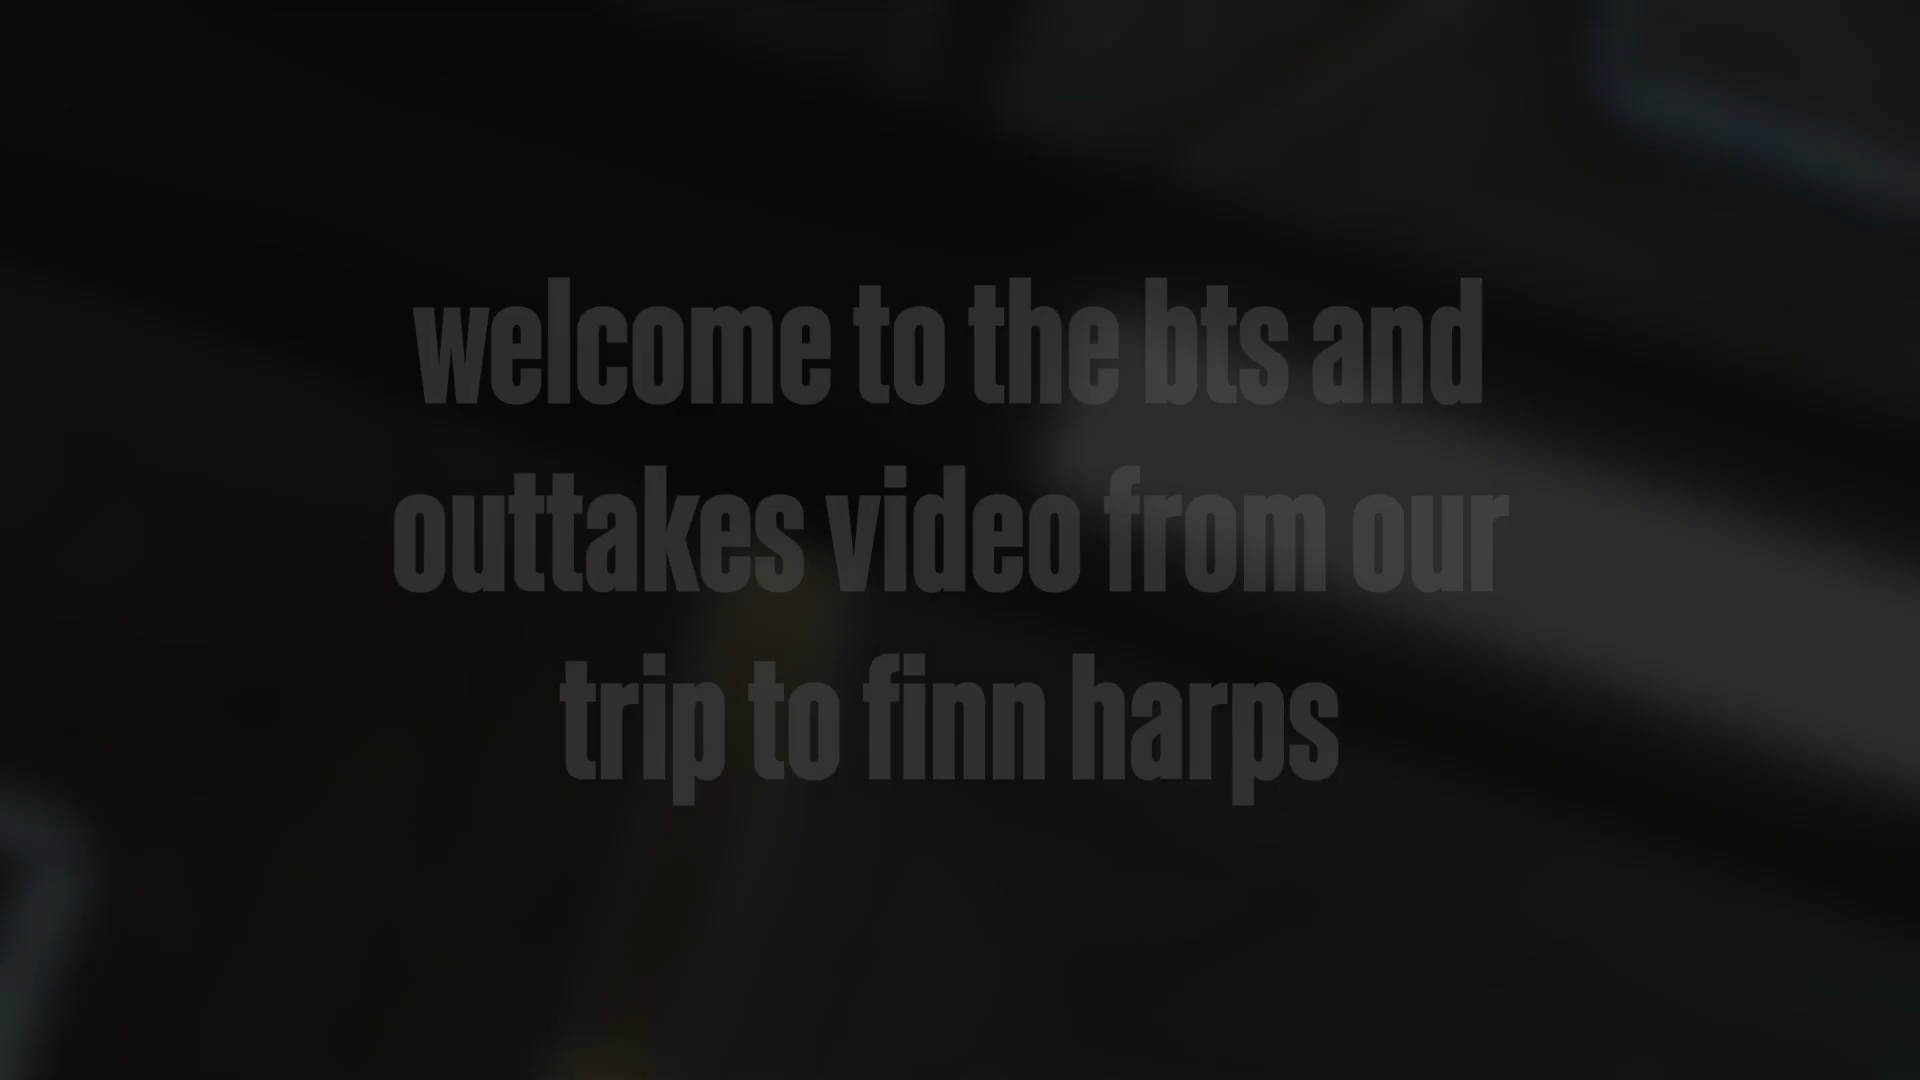 welcome to the bts and
outtakes video from our
trip to finn harps